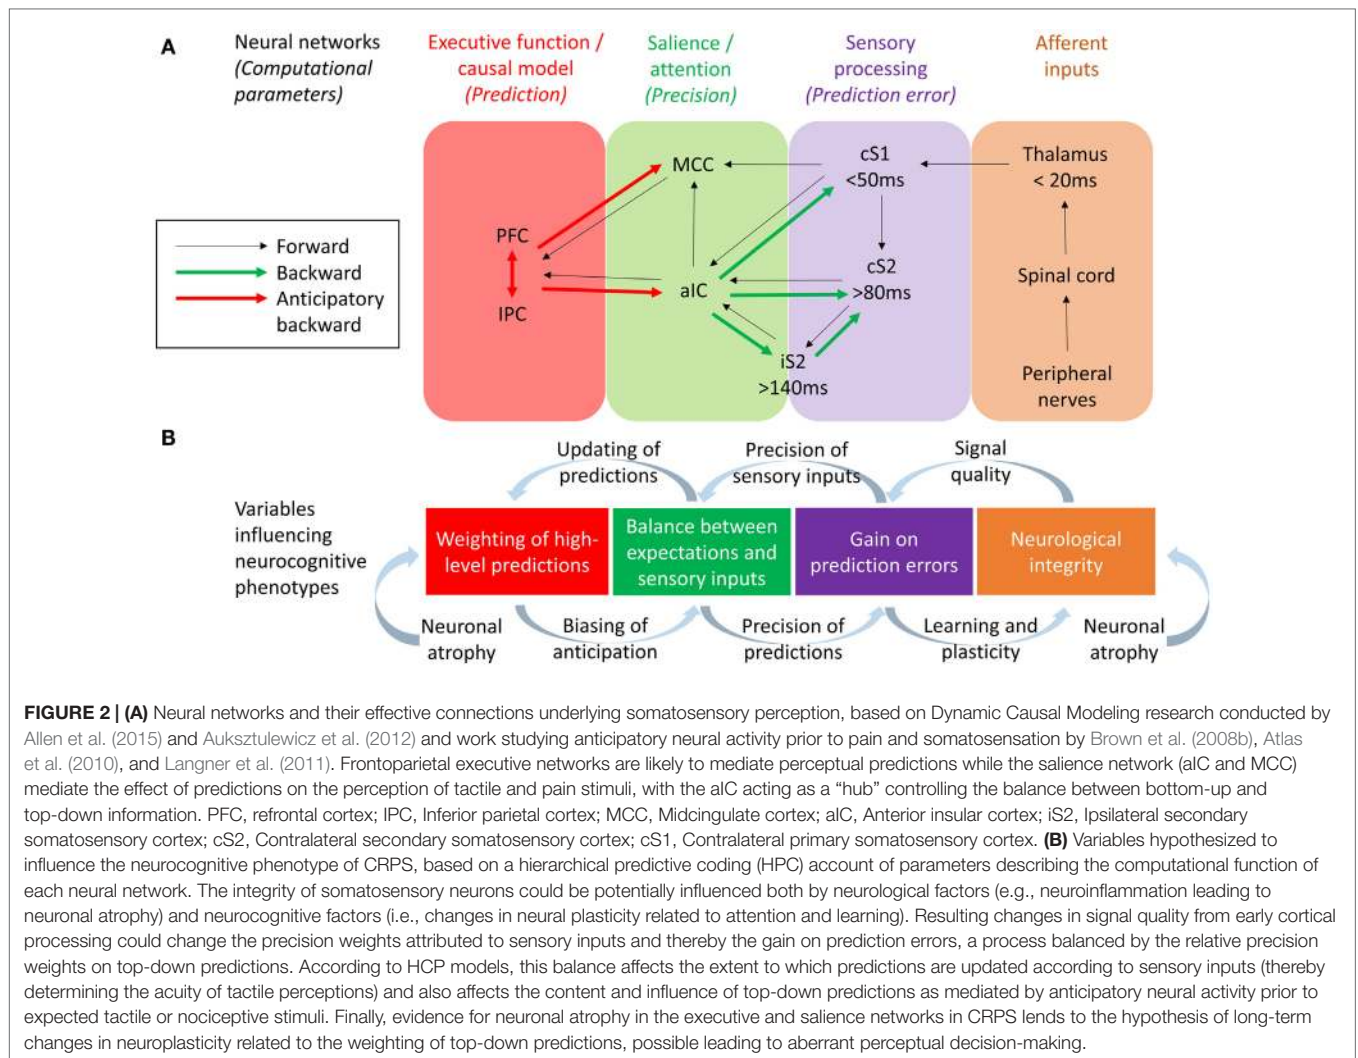 A
Neural networks
(Computational
parameters)
Executive function /
causal model
(Prediction)
Salience /
attention
(Precision)
Sensory
processing
(Prediction error)
Afferent
inputs
MCC
cS1
<50ms
Thalamus
< 20ms
PFC
IPC
aIC
cS2
>80ms
Spinal cord
iS2
>140ms
Peripheral
nerves
Forward
Backward
Anticipatory
backward
B
Updating of
predictions
Precision of
sensory inputs
Signal
quality
Variables
influencing
neurocognitive
phenotypes
Weighting of high-
level predictions
Balance between
expectations and
sensory inputs
Gain on
prediction errors
Neurological
integrity
Neuronal
atrophy
Biasing of
anticipation
Precision of
predictions
Learning and
plasticity
Neuronal
atrophy
FIGURE 2 | (A) Neural networks and their effective connections underlying somatosensory perception, based on Dynamic Causal Modeling research conducted by
Allen et al. (2015) and Auksztulewicz et al. (2012) and work studying anticipatory neural activity prior to pain and somatosensation by Brown et al. (2008b), Atlas
et al. (2010), and Langner et al. (2011). Frontoparietal executive networks are likely to mediate perceptual predictions while the salience network (aIC and MCC)
mediate the effect of predictions on the perception of tactile and pain stimuli, with the aIC acting as a “hub” controlling the balance between bottom-up and
top-down information. PFC, refrontal cortex; IPC, Inferior parietal cortex; MCC, Midcingulate cortex; aIC, Anterior insular cortex; iS2, Ipsilateral secondary
somatosensory cortex; cS2, Contralateral secondary somatosensory cortex; cS1, Contralateral primary somatosensory cortex. (B) Variables hypothesized to
influence the neurocognitive phenotype of CRPS, based on a hierarchical predictive coding (HPC) account of parameters describing the computational function of
each neural network. The integrity of somatosensory neurons could be potentially influenced both by neurological factors (e.g., neuroinflammation leading to
neuronal atrophy) and neurocognitive factors (i.e., changes in neural plasticity related to attention and learning). Resulting changes in signal quality from early cortical
processing could change the precision weights attributed to sensory inputs and thereby the gain on prediction errors, a process balanced by the relative precision
weights on top-down predictions. According to HCP models, this balance affects the extent to which predictions are updated according to sensory inputs (thereby
determining the acuity of tactile perceptions) and also affects the content and influence of top-down predictions as mediated by anticipatory neural activity prior to
expected tactile or nociceptive stimuli. Finally, evidence for neuronal atrophy in the executive and salience networks in CRPS lends to the hypothesis of long-term
changes in neuroplasticity related to the weighting of top-down predictions, possible leading to aberrant perceptual decision-making.